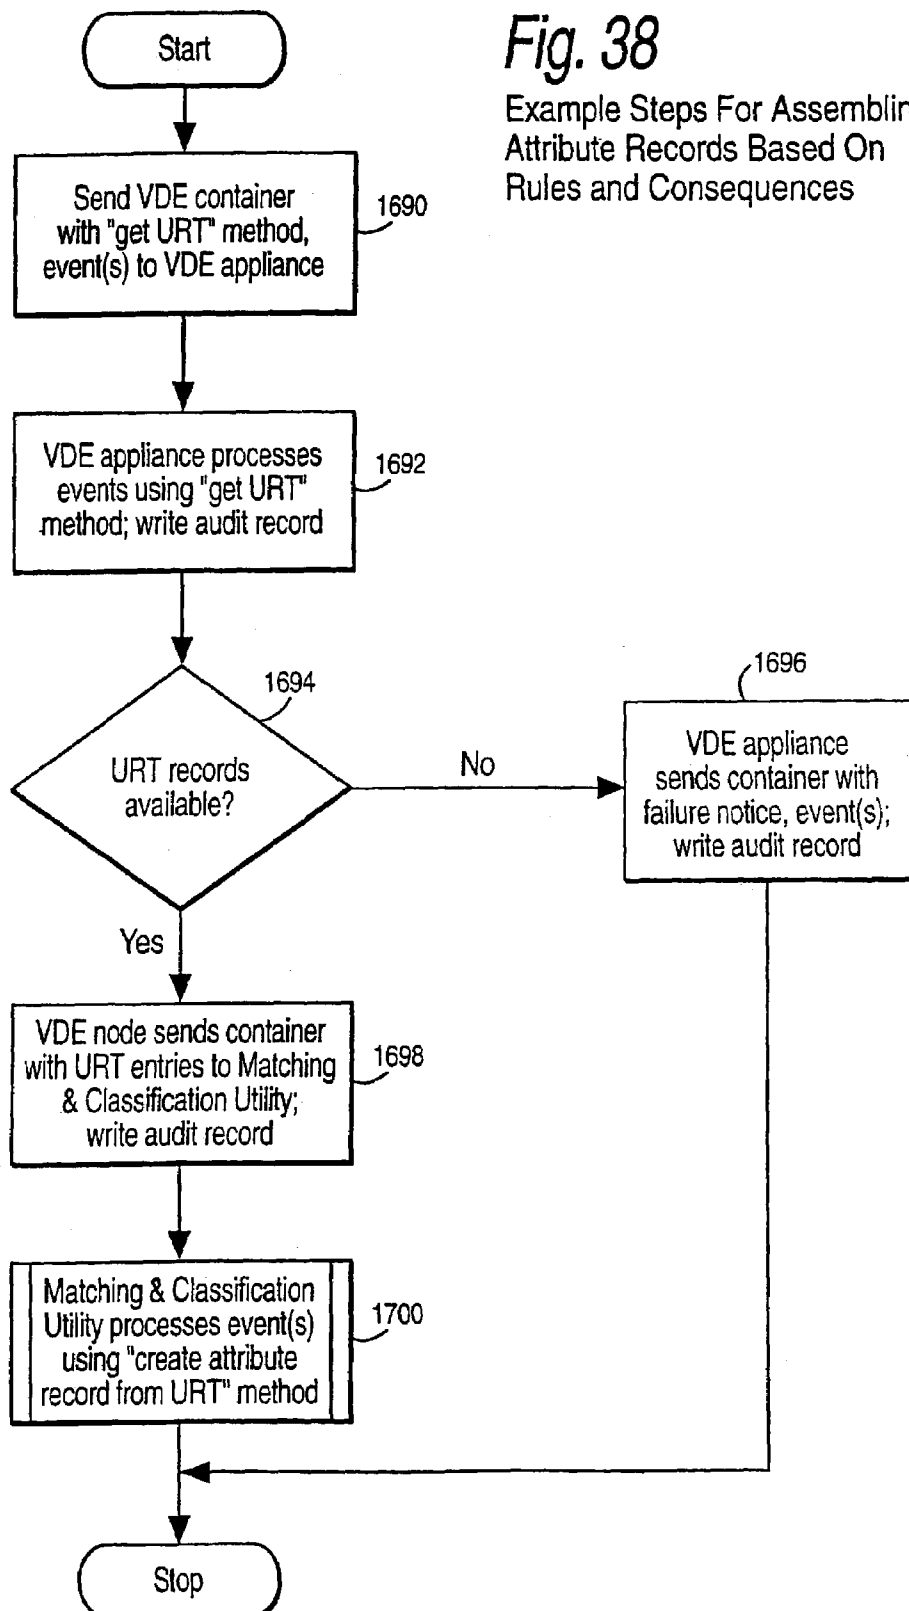 Start
Fig. 38
Example Steps For Assemblin
Attribute Records Based On
Rules and Consequences
Send VDE container
with "get URT" method,
event(s) to VDE appliance
1690
VDE appliance processes
events using "get URT"
method; write audit record
1692
URT records
available?
1694
No
VDE appliance
sends container with
failure notice, event(s);
write audit record
1696
Yes
VDE node sends container
with URT entries to Matching
& Classification Utility;
write audit record
1698
Matching & Classification
Utility processes event(s)
using "create attribute
record from URT" method
1700
Stop